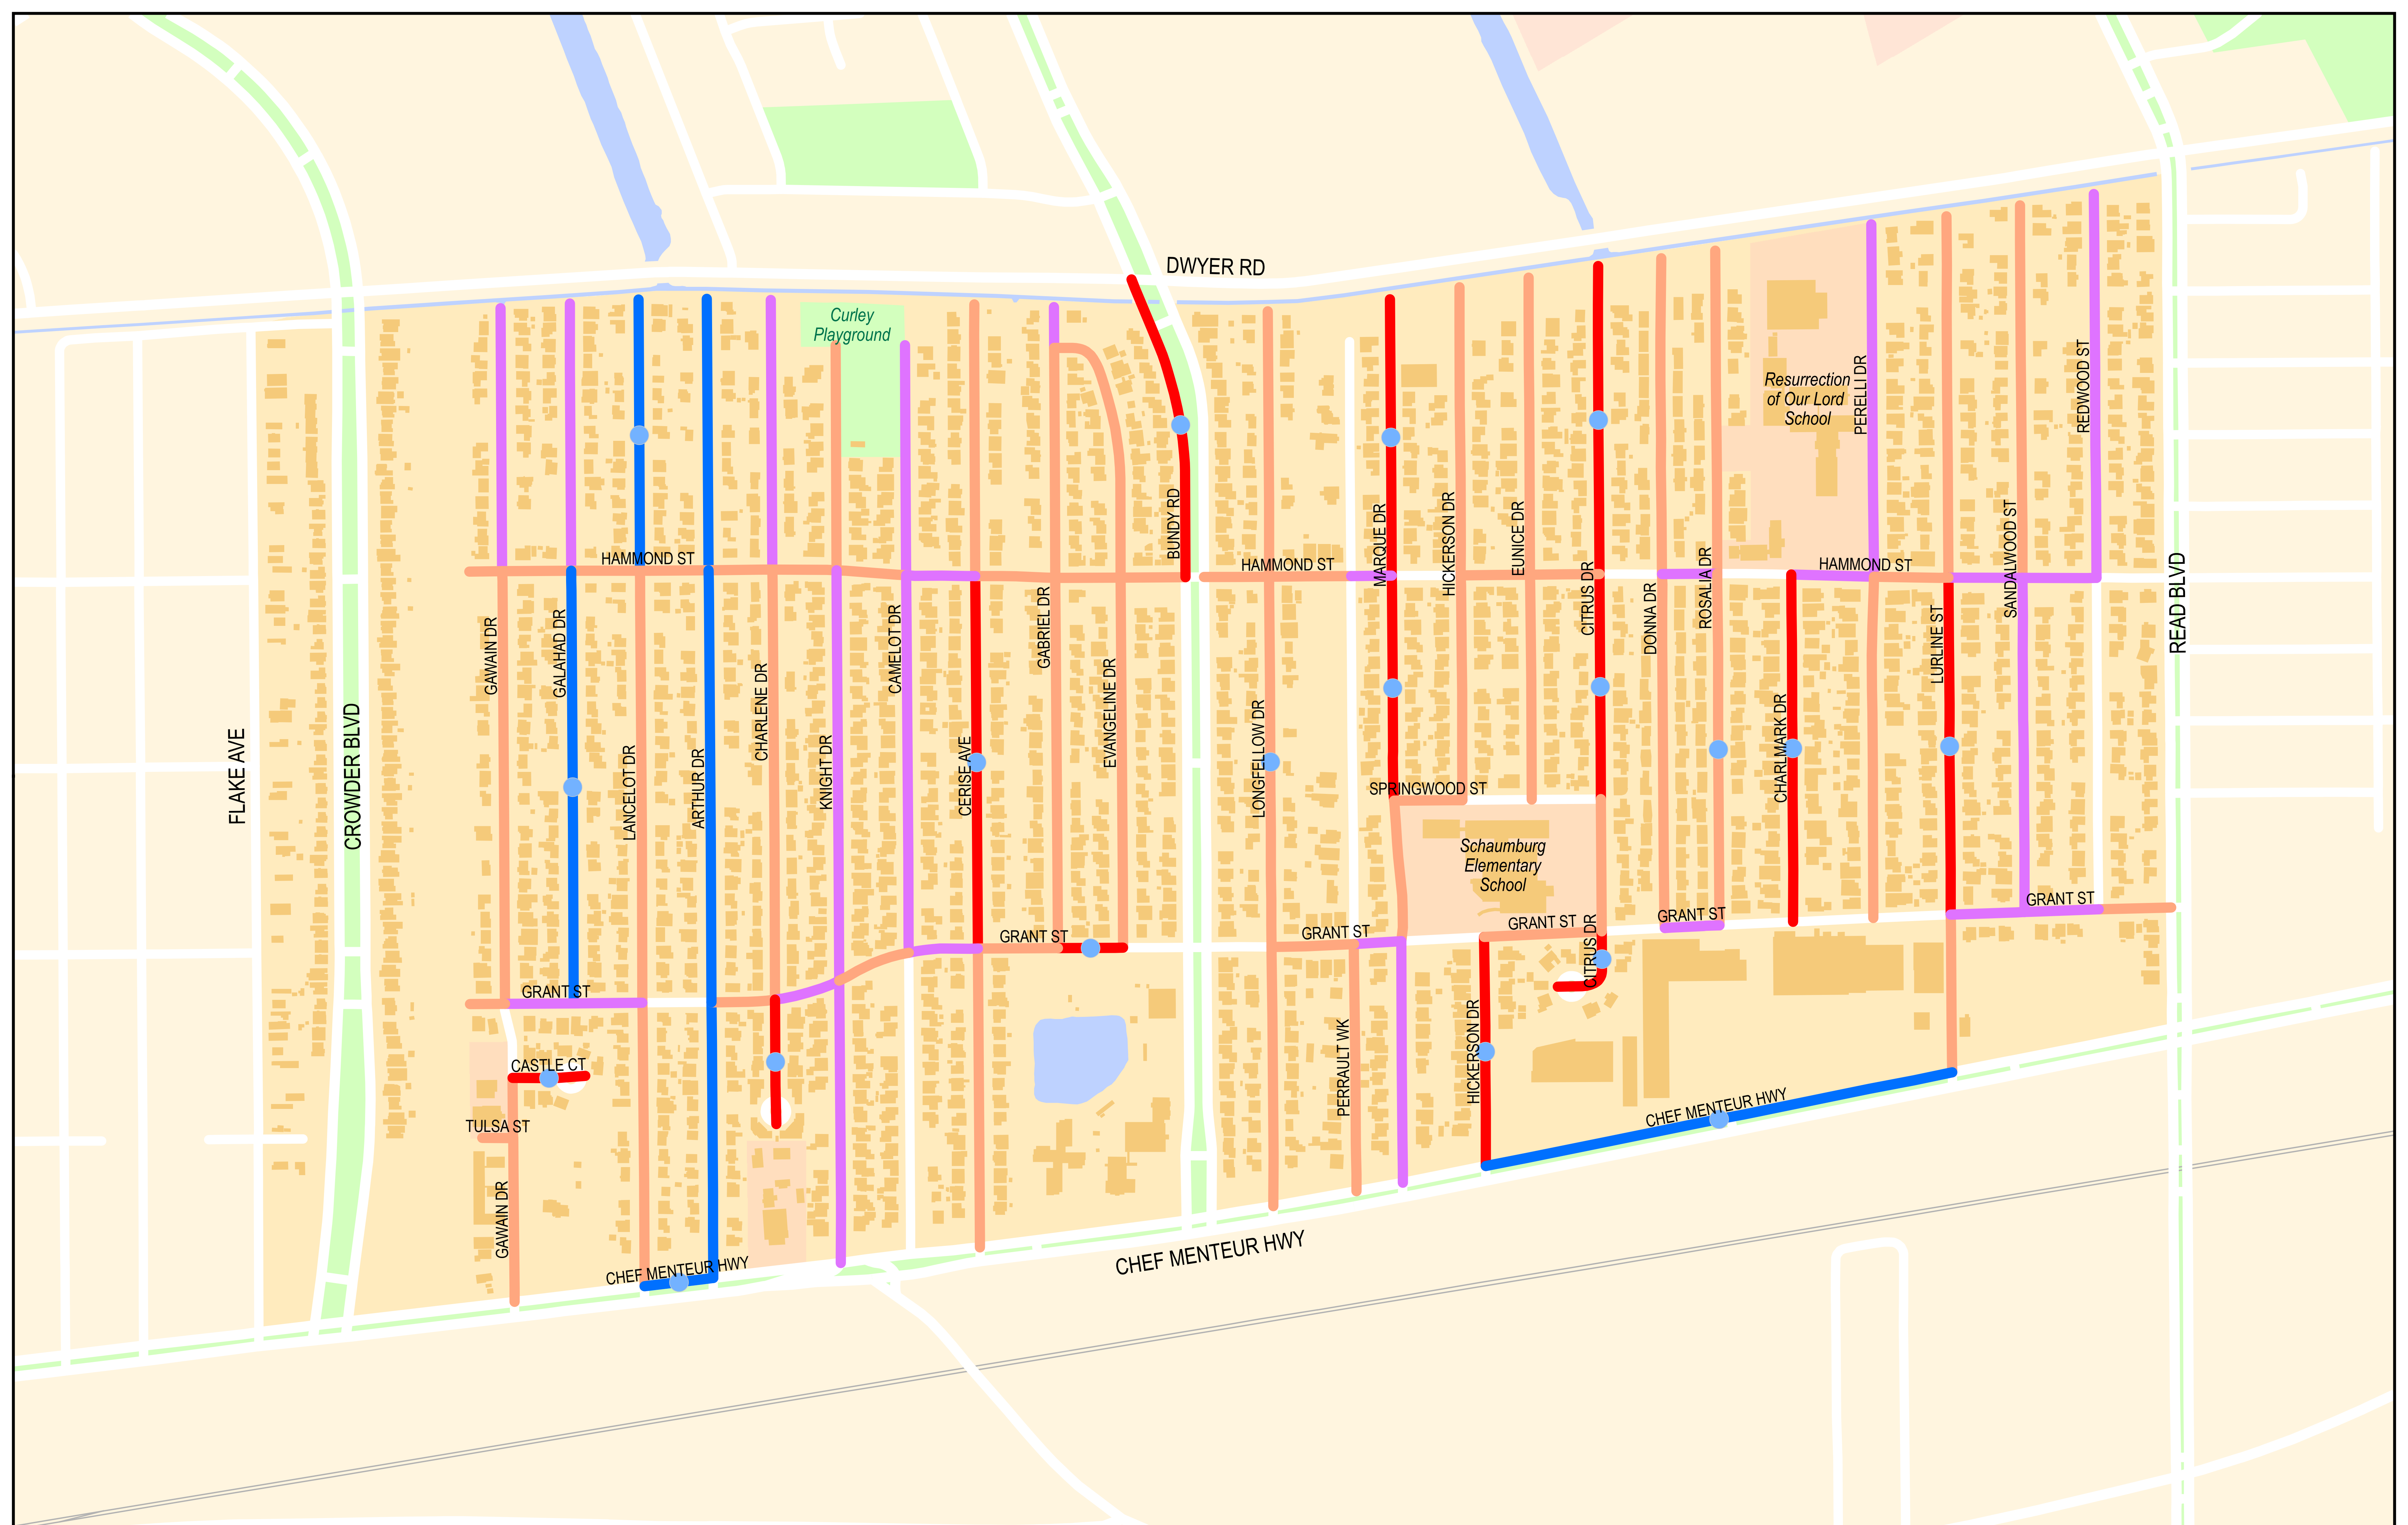 DWYER RD
Curley
Playground
Resurrection
of Our Lord
School
PERELLI DR
REDWOOD ST
HAMMOND ST
BUNDY RD
HAMMOND ST
MARQUE DR
HICKERSON DR
EUNICE DR
CITRUS DR
DONNA DR
ROSALIA DR
HAMMOND ST
SANDALWOOD ST
READ BLVD
GAWAIN DR
GALAHAD DR
CAMELOT DR
GABRIEL DR
LURLINE ST
FLAKE AVE
CROWDER BLVD
LANCELOT DR
ARTHUR DR
CHARLENE DR
KNIGHT DR
CERISE AVE
EVANGELINE DR
LONGFELLOW DR
SPRINGWOOD ST
CHARLMARK DR
Schaumburg
Elementary
School
GRANT ST
GRANT ST
GRANT ST
GRANT ST
GRANT ST
GRANT ST
CITRUS DR
CASTLE CT
TULSA ST
GAWAIN DR
PERRAULT WK
HICKERSON DR
CHEF MENTEUR HWY
CHEF MENTEUR HWY
CHEF MENTEUR HWY